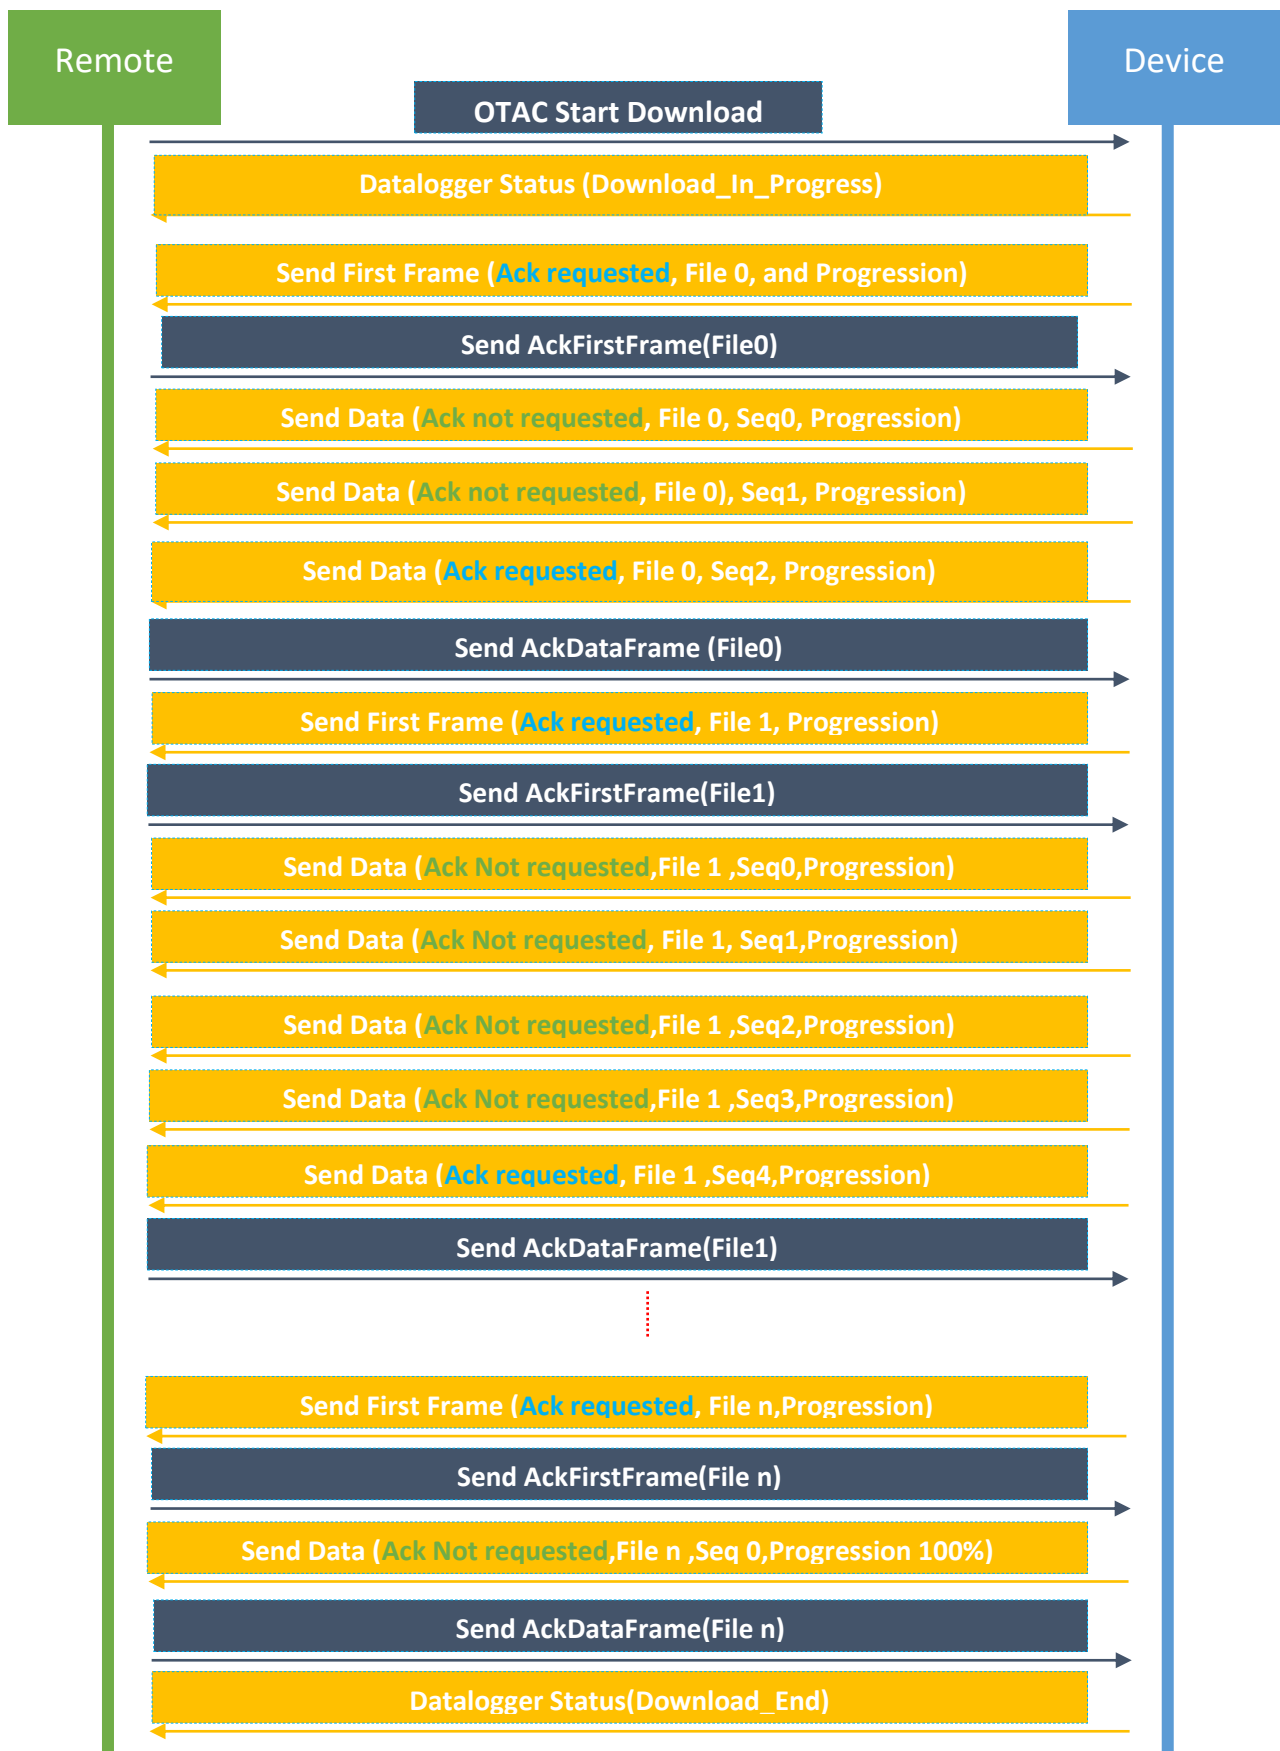 Remote
Device
OTAC Start Download
Datalogger Status (Download_In_Progress)
Send First Frame (Ack requested, File 0, and Progression)
Send AckFirstFrame(File0)
Send Data (Ack not requested, File 0, Seq0, Progression)
Send Data (Ack not requested, File 0), Seq1, Progression)
Send Data (Ack requested, File 0, Seq2, Progression)
Send AckDataFrame (File0)
Send First Frame (Ack requested, File 1, Progression)
Send AckFirstFrame(File1)
Send Data (Ack Not requested,File 1 ,Seq0,Progression)
Send Data (Ack Not requested, File 1, Seq1,Progression)
Send Data (Ack Not requested,File 1 ,Seq2,Progression)
Send Data (Ack Not requested,File 1 ,Seq3,Progression)
Send Data (Ack requested, File 1 ,Seq4,Progression)
Send AckDataFrame(File1)
Send First Frame (Ack requested, File n,Progression)
Send AckFirstFrame(File n)
Send Data (Ack Not requested,File n ,Seq 0,Progression 100%)
Send AckDataFrame(File n)
Datalogger Status(Download_End)